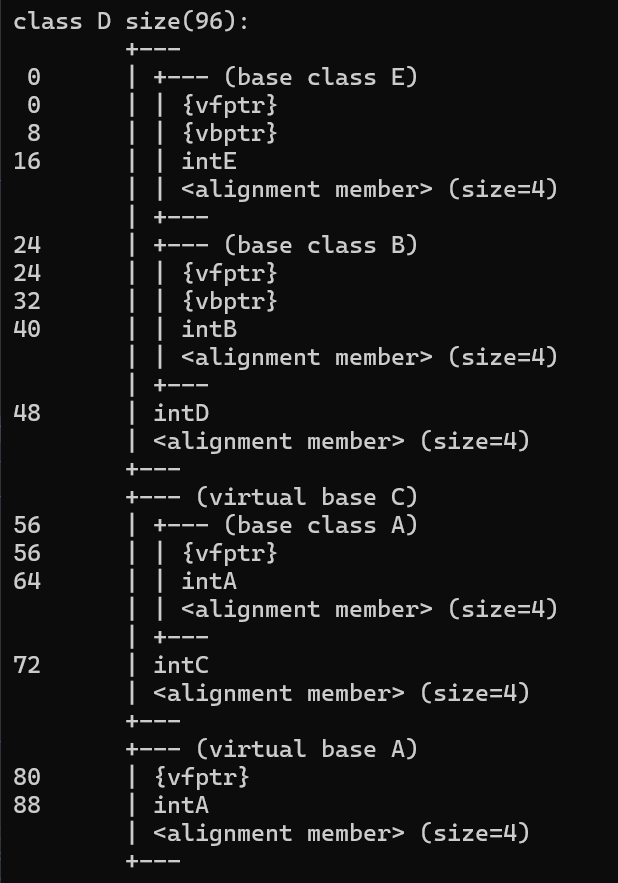 class D size(96):
        +---
 0      | +--- (base class E)
 0      | | {vfptr}
 8      | | {vbptr}
16      | | intE
        | | <alignment member> (size=4)
        | +---
24      | +--- (base class B)
24      | | {vfptr}
32      | | {vbptr}
40      | | intB
        | | <alignment member> (size=4)
        | +---
48      | intD
        | <alignment member> (size=4)
        +---
        +--- (virtual base C)
56      | +--- (base class A)
56      | | {vfptr}
64      | | intA
        | | <alignment member> (size=4)
        | +---
72      | intC
        | <alignment member> (size=4)
        +---
        +--- (virtual base A)
80      | {vfptr}
88      | intA
        | <alignment member> (size=4)
        +---